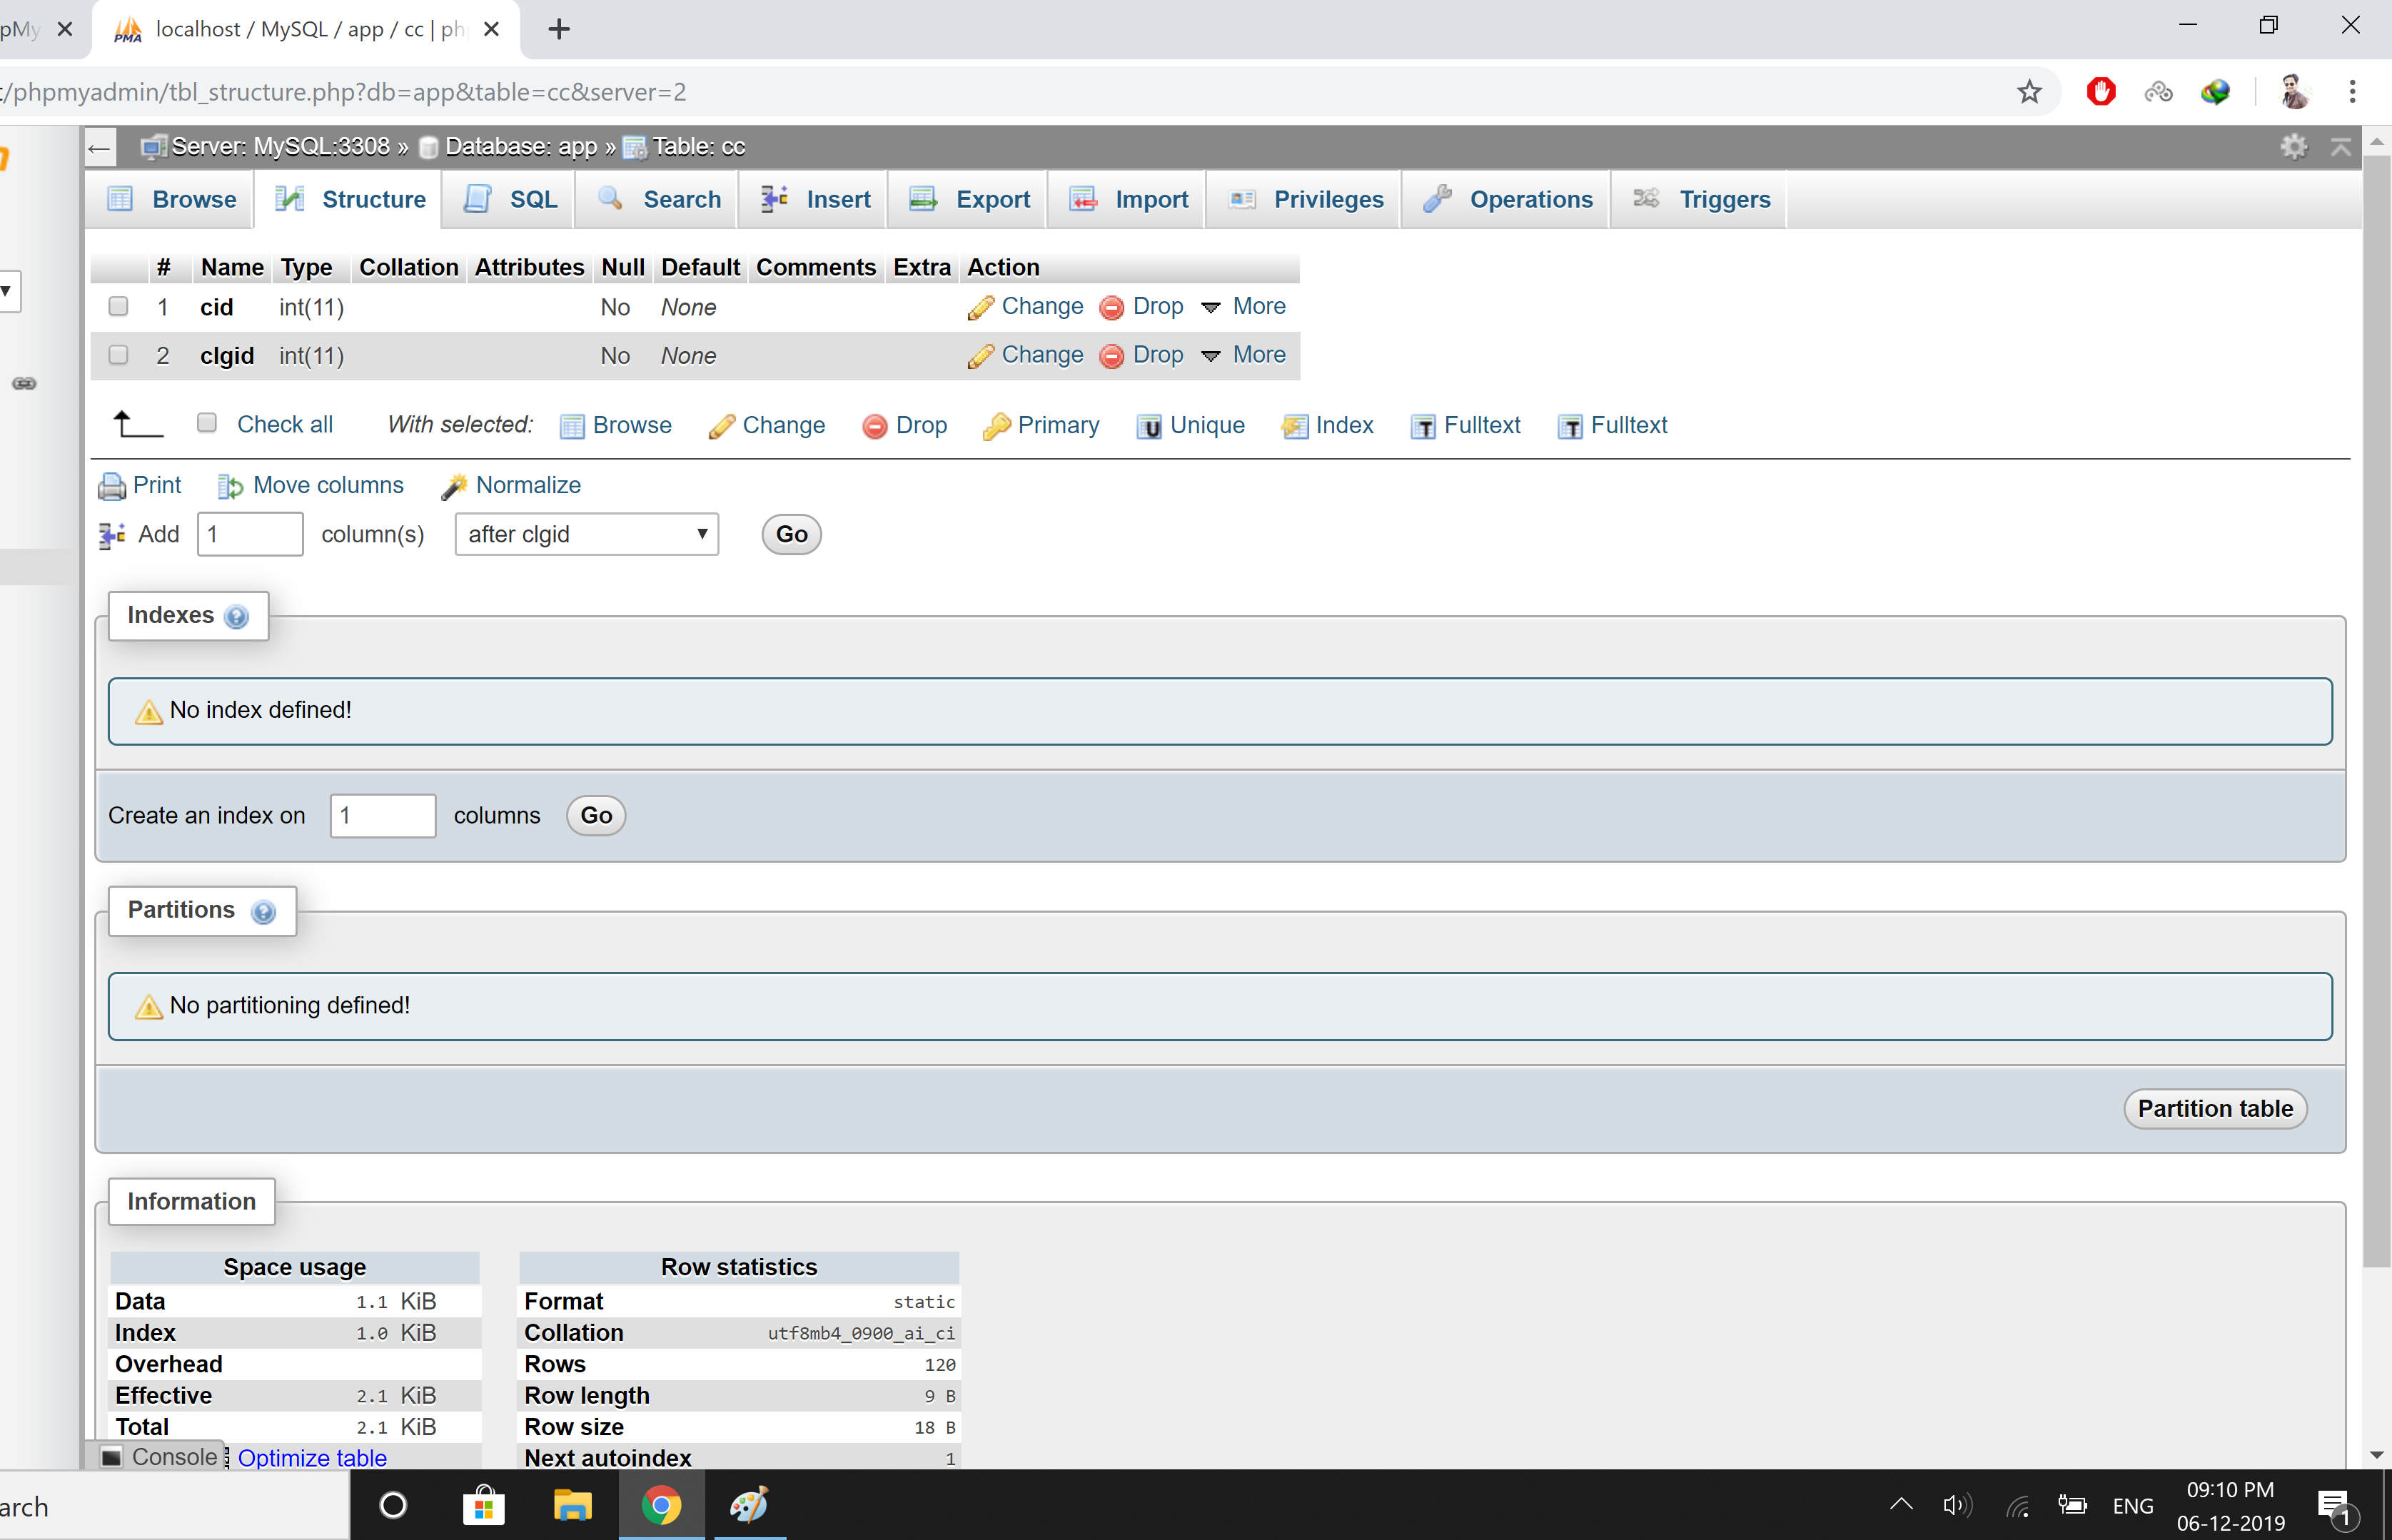 pMy
localhost / MySQL / app / cc | ph
/phpmyadmin/tbl_structure.php?db=app&table=cc&server=2
Server: MySQL:3308 » Database: app » Table: cc
Browse Structure SQL Search Insert Export Import Privileges Operations Triggers
# Name Type Collation Attributes Null Default Comments Extra Action
1 cid int(11) No None Change Drop More
2 clgid int(11) No None Change Drop More
Check all With selected: Browse Change Drop Primary Unique Index Fulltext Fulltext
Print Move columns Normalize
Add 1 column(s) after clgid Go
Indexes
No index defined!
Create an index on 1 columns Go
Partitions
No partitioning defined!
Partition table
Information
Space usage Row statistics
Data 1.1 KiB Format static
Index 1.0 KiB Collation utf8mb4_0900_ai_ci
Overhead Rows 120
Effective 2.1 KiB Row length 9 B
Total 2.1 KiB Row size 18 B
Console Optimize table Next autoindex 1
arch
ENG
09:10 PM
06-12-2019
1